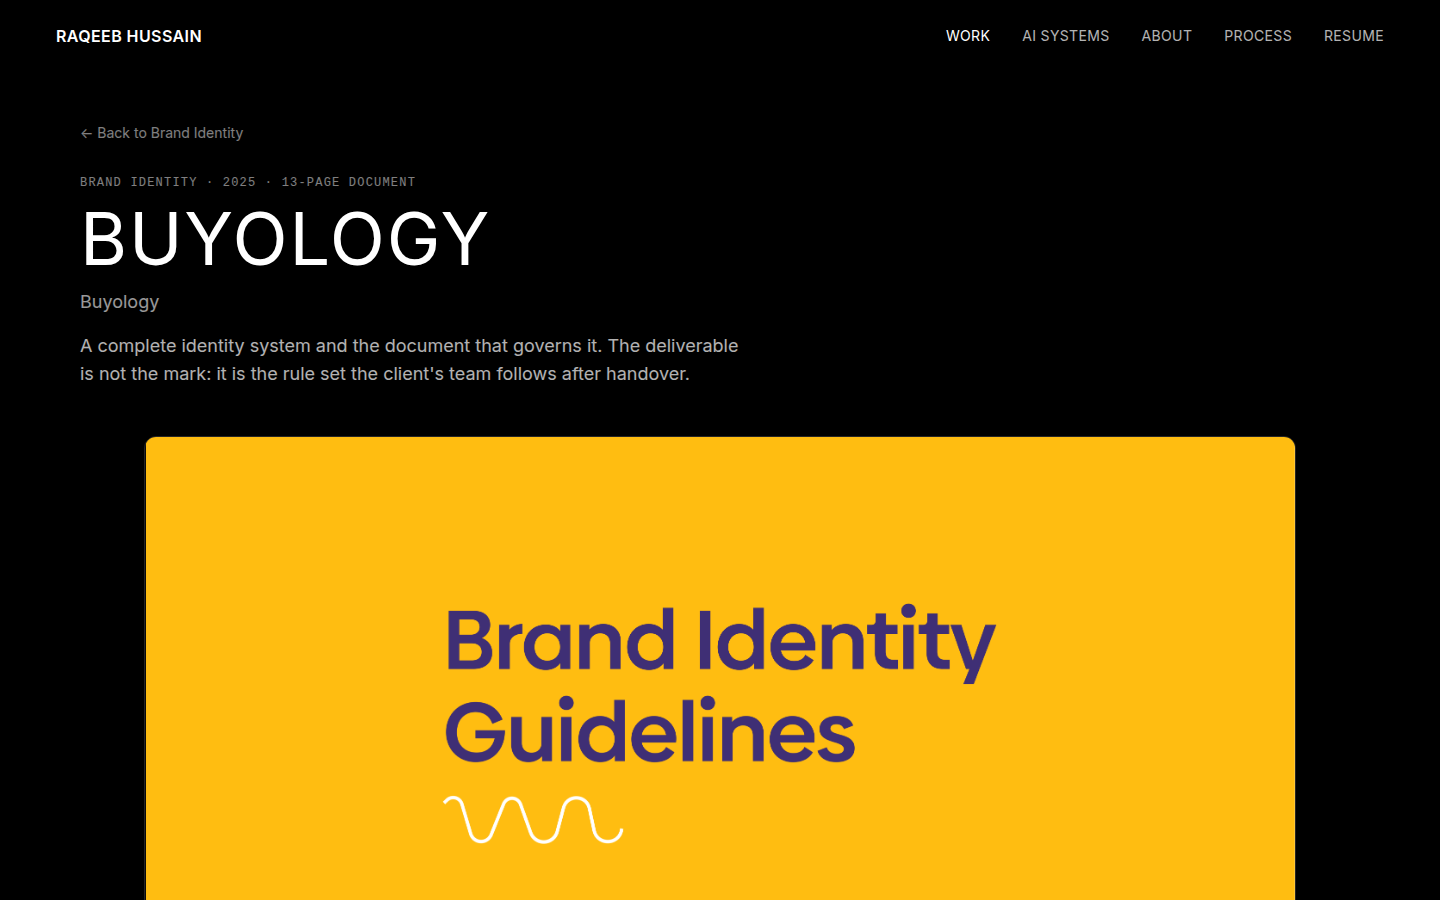 RAQEEB HUSSAIN
WORK AI SYSTEMS ABOUT PROCESS RESUME
← Back to Brand Identity
BRAND IDENTITY · 2025 · 13-PAGE DOCUMENT
BUYOLOGY
Buyology
A complete identity system and the document that governs it. The deliverable
is not the mark: it is the rule set the client's team follows after handover.
Brand Identity
Guidelines